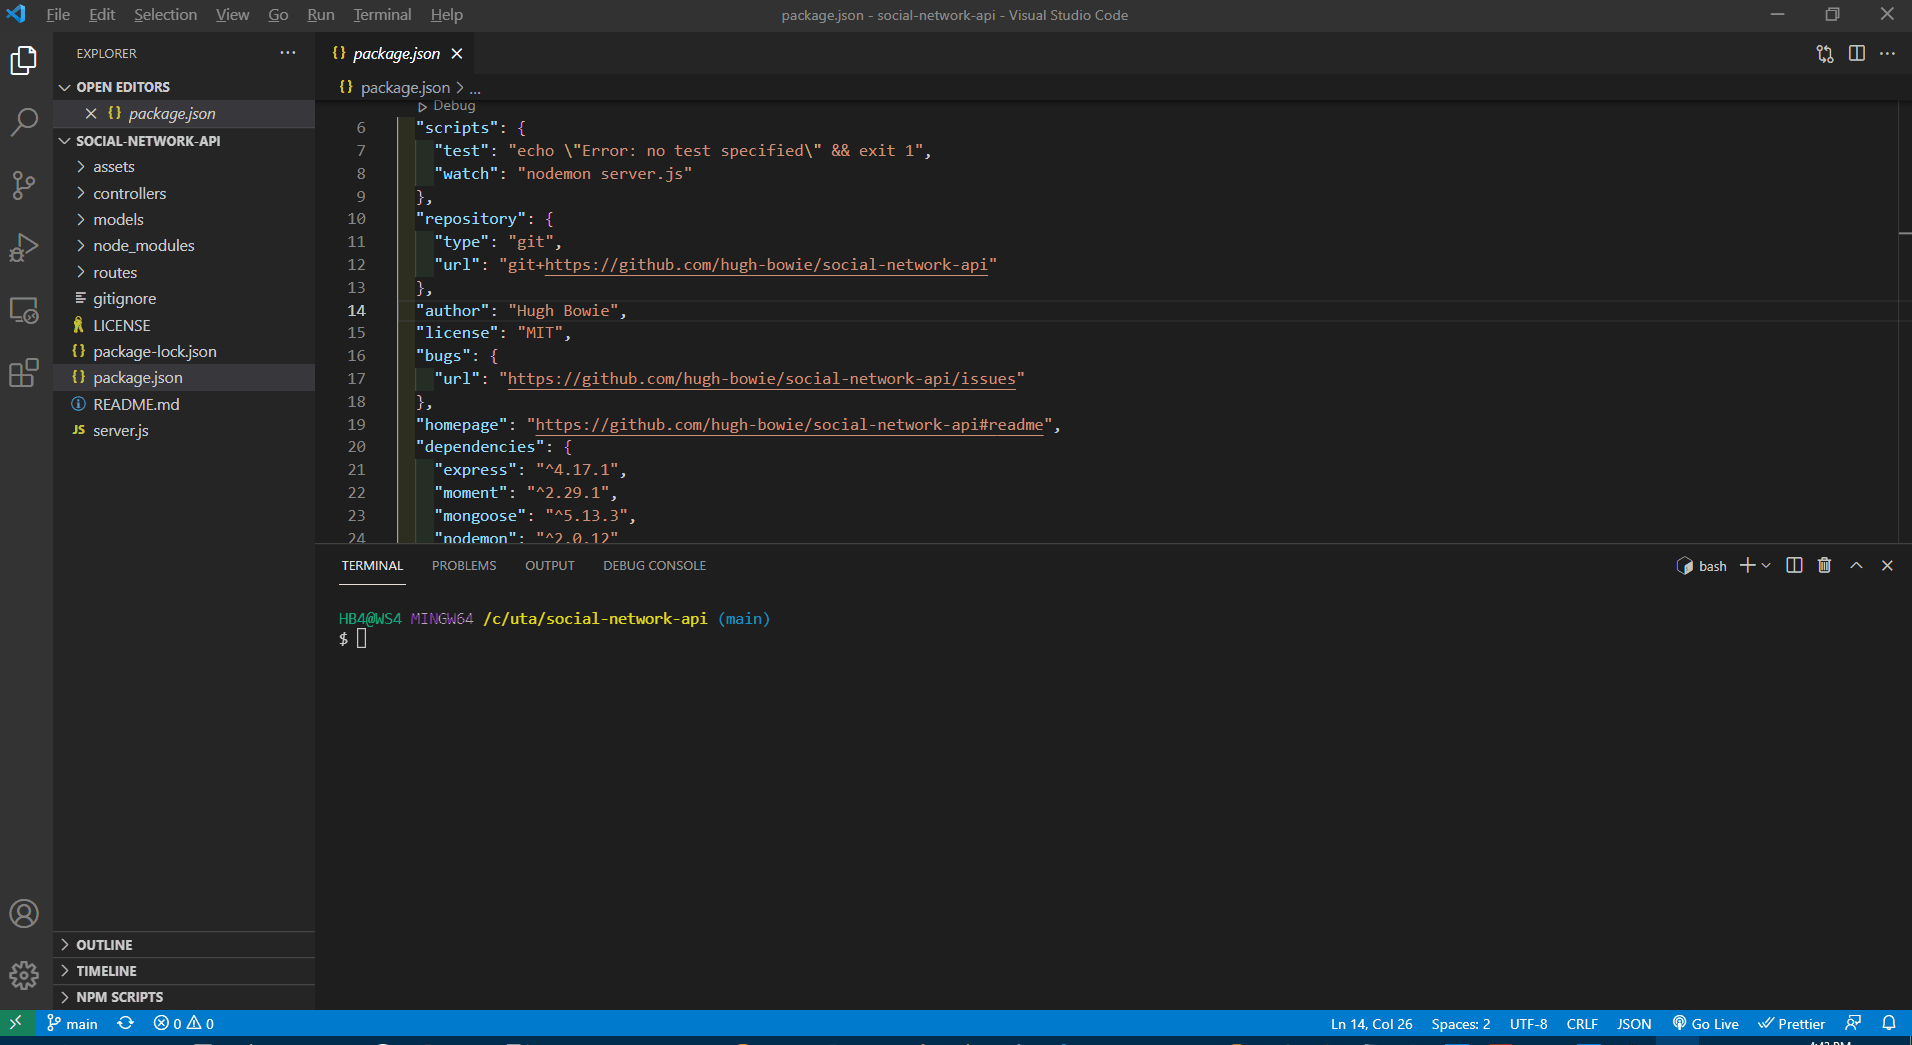 File Edit Selection View Go Run Terminal Help
package.json - social-network-api - Visual Studio Code
EXPLORER
OPEN EDITORS
{} package.json
SOCIAL-NETWORK-API
assets
controllers
models
node_modules
routes
gitignore
LICENSE
{} package-lock.json
{} package.json
README.md
JS server.js
OUTLINE
TIMELINE
NPM SCRIPTS
{} package.json
{} package.json > ...
Debug
6 "scripts": {
7 "test": "echo \"Error: no test specified\" && exit 1",
8 "watch": "nodemon server.js"
9 },
10 "repository": {
11 "type": "git",
12 "url": "git+https://github.com/hugh-bowie/social-network-api"
13 },
14 "author": "Hugh Bowie",
15 "license": "MIT",
16 "bugs": {
17 "url": "https://github.com/hugh-bowie/social-network-api/issues"
18 },
19 "homepage": "https://github.com/hugh-bowie/social-network-api#readme",
20 "dependencies": {
21 "express": "^4.17.1",
22 "moment": "^2.29.1",
23 "mongoose": "^5.13.3",
24 "nodemon": "^2.0.12"
TERMINAL PROBLEMS OUTPUT DEBUG CONSOLE
bash
HB4@WS4 MINGW64 /c/uta/social-network-api (main)
$
main 0 0
Ln 14, Col 26 Spaces: 2 UTF-8 CRLF JSON Go Live Prettier